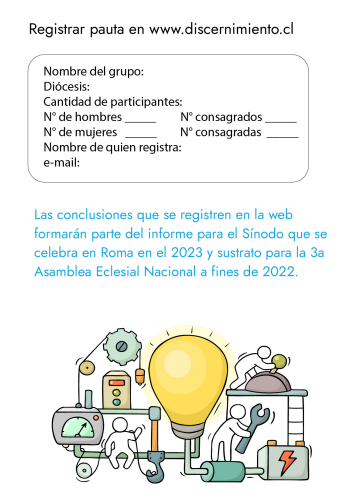 Registrar pauta en www.discernimiento.cl
Nombre del grupo:
Diócesis:
Cantidad de participantes:
N° de hombres _____ N° consagrados _____
N° de mujeres _____ N° consagradas _____
Nombre de quien registra:
e-mail:
Las conclusiones que se registren en la web
formarán parte del informe para el Sínodo que se
celebra en Roma en el 2023 y sustrato para la 3a
Asamblea Eclesial Nacional a fines de 2022.